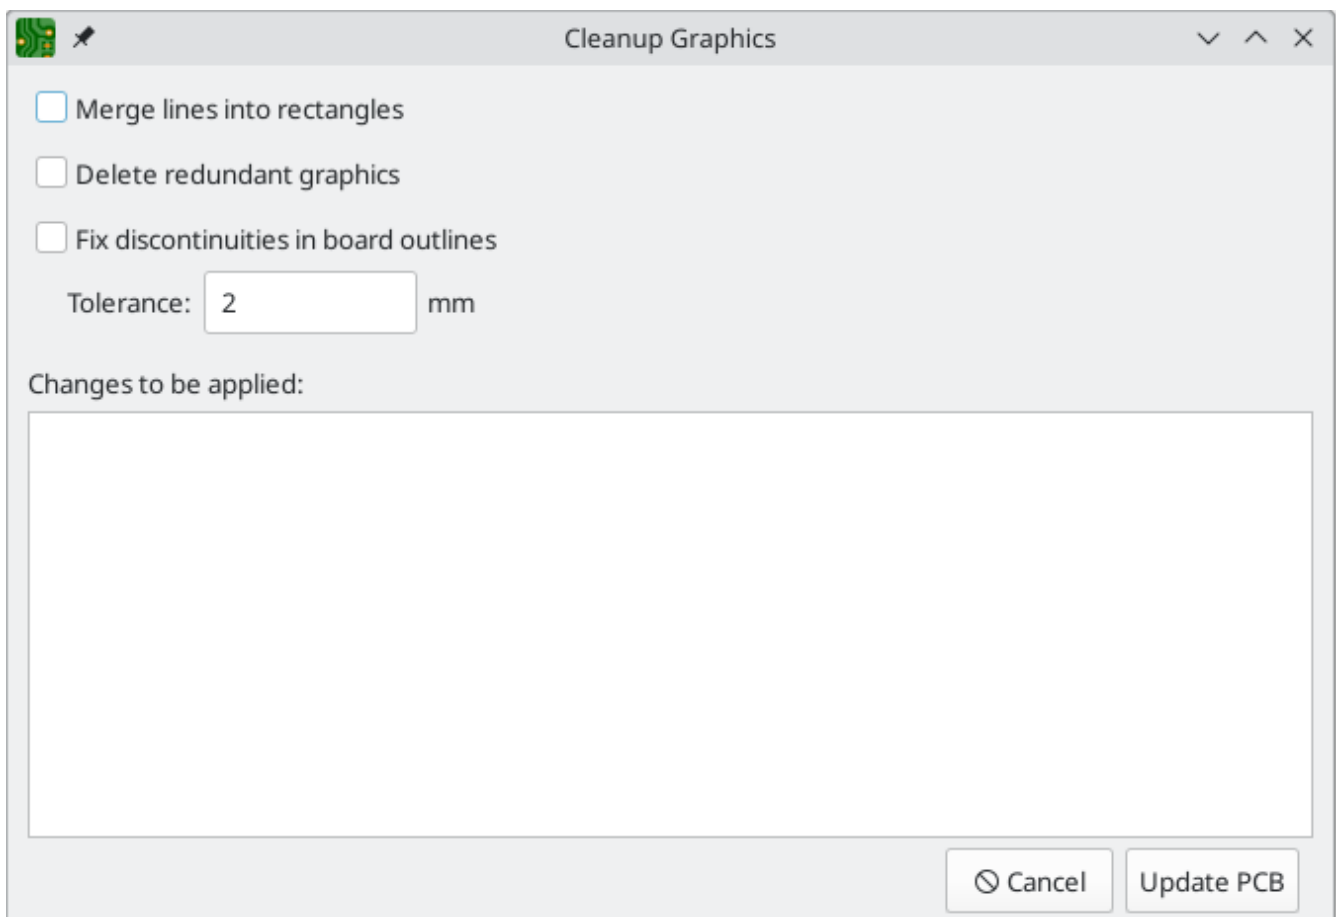 Cleanup Graphics
Merge lines into rectangles
Delete redundant graphics
Fix discontinuities in board outlines
Tolerance: 2 mm
Changes to be applied:
Cancel Update PCB